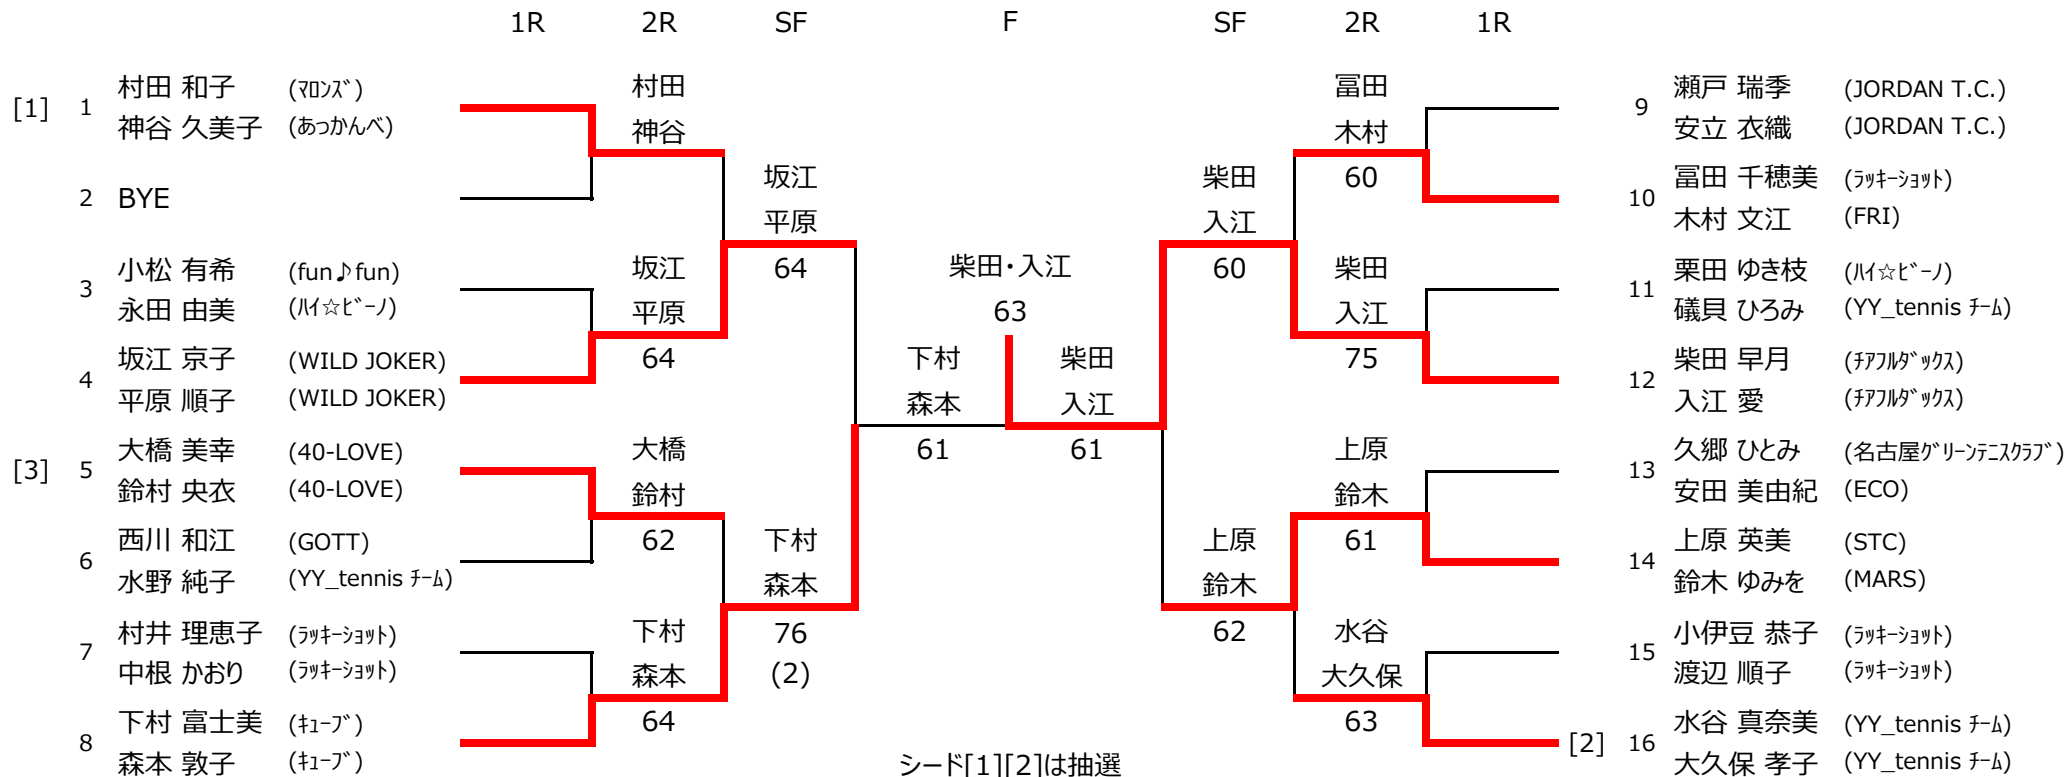 1R 2R SF F SF 2R 1R
[1] 1 村田 和子 (ﾏﾛﾝｽﾞ)
神谷 久美子 (あっかんべ)
2 BYE
3 小松 有希 (fun♪fun)
永田 由美 (ﾊｲ☆ﾋﾞｰﾉ)
4 坂江 京子 (WILD JOKER)
平原 順子 (WILD JOKER)
[3] 5 大橋 美幸 (40-LOVE)
鈴村 央衣 (40-LOVE)
6 西川 和江 (GOTT)
水野 純子 (YY_tennis ﾁｰﾑ)
7 村井 理恵子 (ﾗｯｷｰｼｮｯﾄ)
中根 かおり (ﾗｯｷｰｼｮｯﾄ)
8 下村 富士美 (ｷｭｰﾌﾞ)
森本 敦子 (ｷｭｰﾌﾞ)
村田
神谷
坂江
平原
64
大橋
鈴村
62
下村
森本
64
坂江
平原
64
下村
森本
76
(2)
下村
森本
61
柴田・入江
63
柴田
入江
61
柴田
入江
60
上原
鈴木
62
冨田
木村
60
柴田
入江
75
上原
鈴木
61
水谷
大久保
63
9 瀬戸 瑞季 (JORDAN T.C.)
安立 衣織 (JORDAN T.C.)
10 冨田 千穂美 (ﾗｯｷｰｼｮｯﾄ)
木村 文江 (FRI)
11 栗田 ゆき枝 (ﾊｲ☆ﾋﾞｰﾉ)
礒貝 ひろみ (YY_tennis ﾁｰﾑ)
12 柴田 早月 (ﾁｱﾌﾙﾀﾞｯｸｽ)
入江 愛 (ﾁｱﾌﾙﾀﾞｯｸｽ)
13 久郷 ひとみ (名古屋ｸﾞﾘｰﾝﾃﾆｽｸﾗﾌﾞ)
安田 美由紀 (ECO)
14 上原 英美 (STC)
鈴木 ゆみを (MARS)
15 小伊豆 恭子 (ﾗｯｷｰｼｮｯﾄ)
渡辺 順子 (ﾗｯｷｰｼｮｯﾄ)
[2] 16 水谷 真奈美 (YY_tennis ﾁｰﾑ)
大久保 孝子 (YY_tennis ﾁｰﾑ)
シード[1][2]は抽選